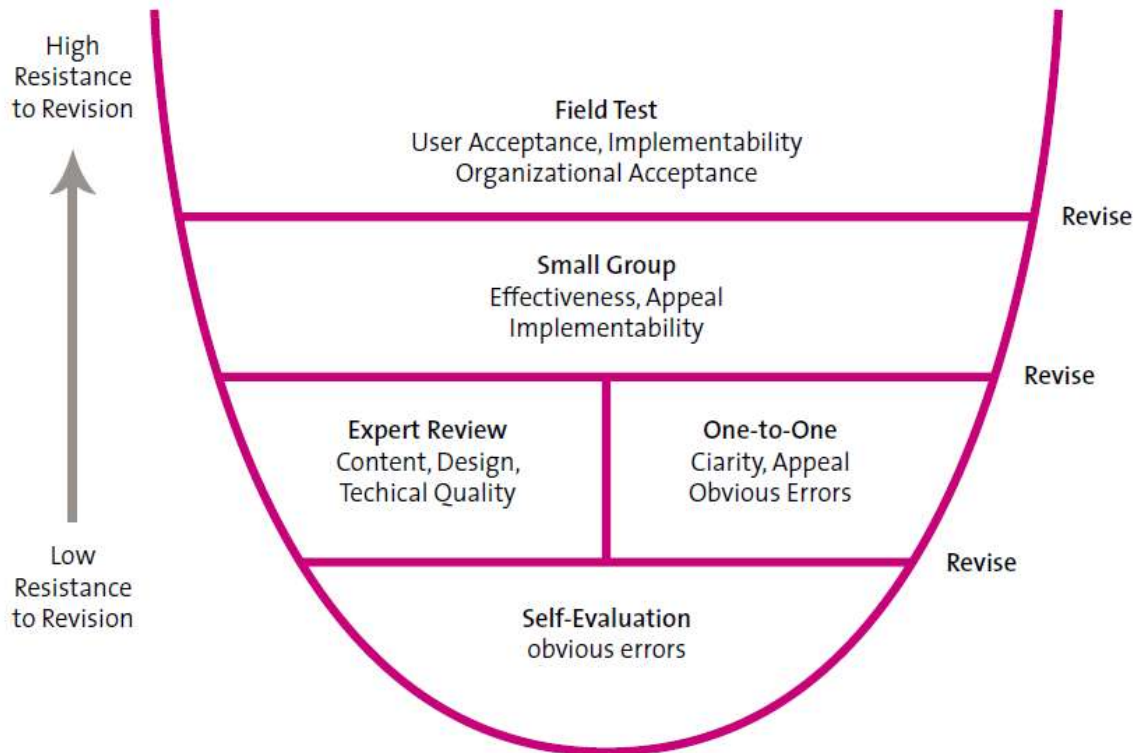 High
Resistance
to Revision
Field Test
User Acceptance, Implementability
Organizational Acceptance
Revise
Small Group
Effectiveness, Appeal
Implementability
Revise
Expert Review
Content, Design,
Techical Quality
One-to-One
Ciarity, Appeal
Obvious Errors
Revise
Low
Resistance
to Revision
Self-Evaluation
obvious errors